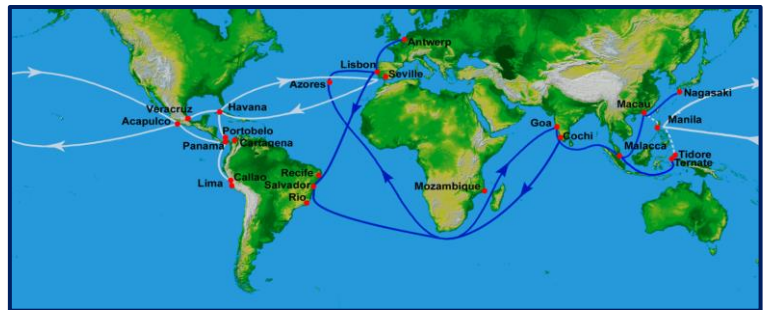 Antwerp
Lisbon
Seville
Azores
Nagasaki
Macau
Veracruz
Havana
Acapulco
Manila
Goa
Cochi
Portobelo
Panama
Cartagena
Malacca
Tidore
Ternate
Recife
Callao
Lima
Salvador
Mozambique
Rio